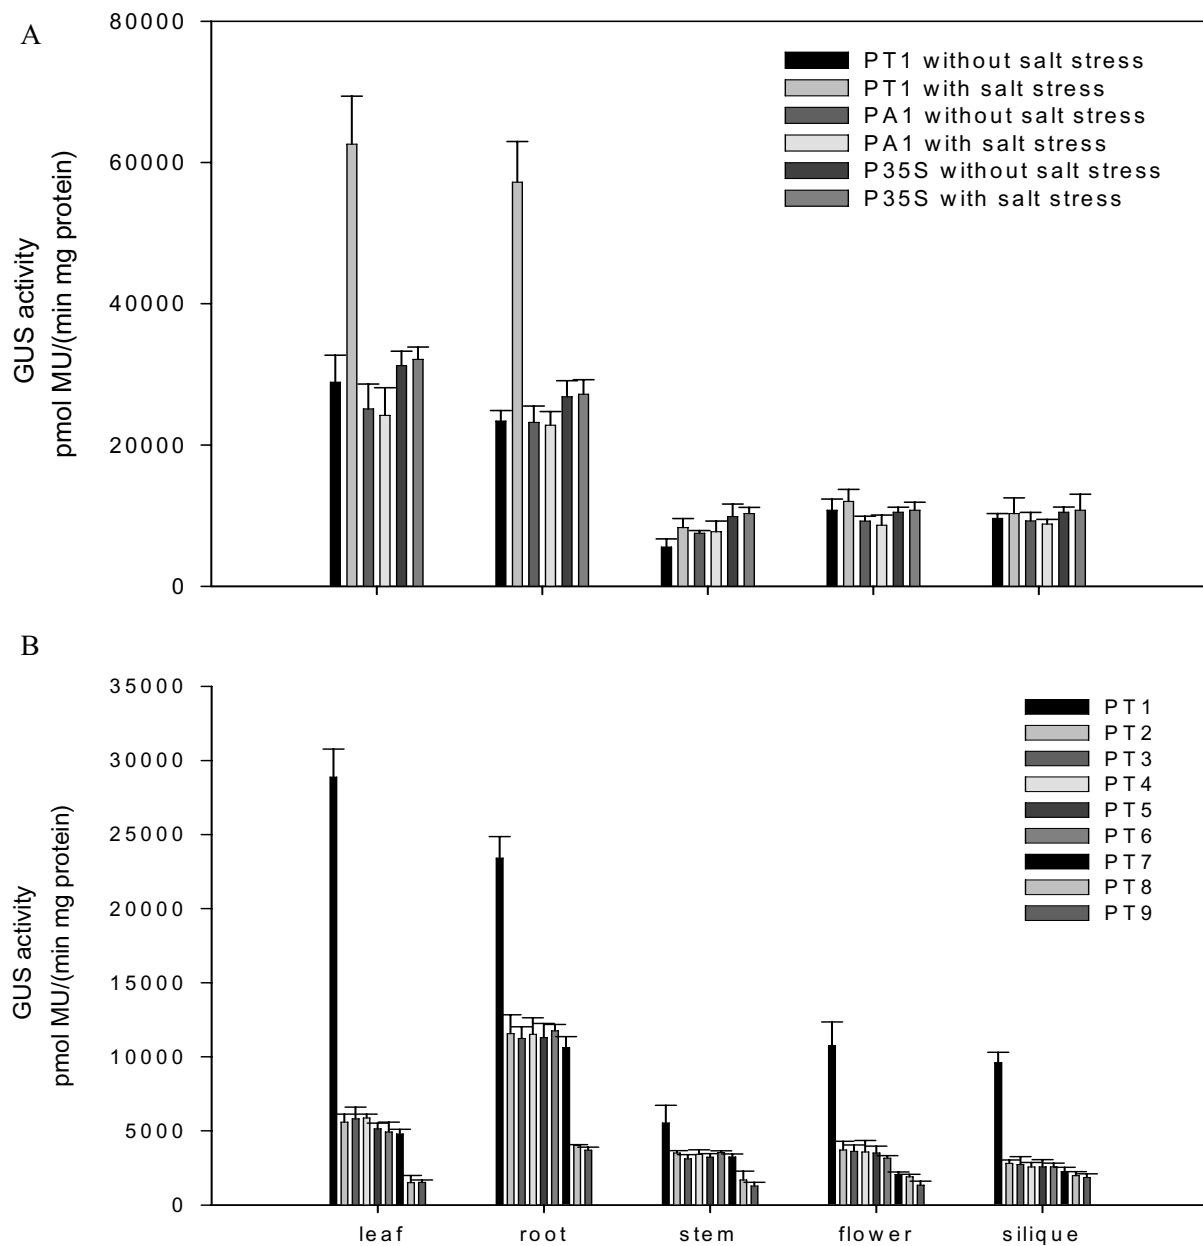 A
80000
60000
40000
20000
0
GUS activity
pmol MU/(min mg protein)
PT1 without salt stress
PT1 with salt stress
PA1 without salt stress
PA1 with salt stress
P35S without salt stress
P35S with salt stress
B
35000
30000
25000
20000
15000
10000
5000
0
GUS activity
pmol MU/(min mg protein)
PT1
PT2
PT3
PT4
PT5
PT6
PT7
PT8
PT9
leaf root stem flower silique